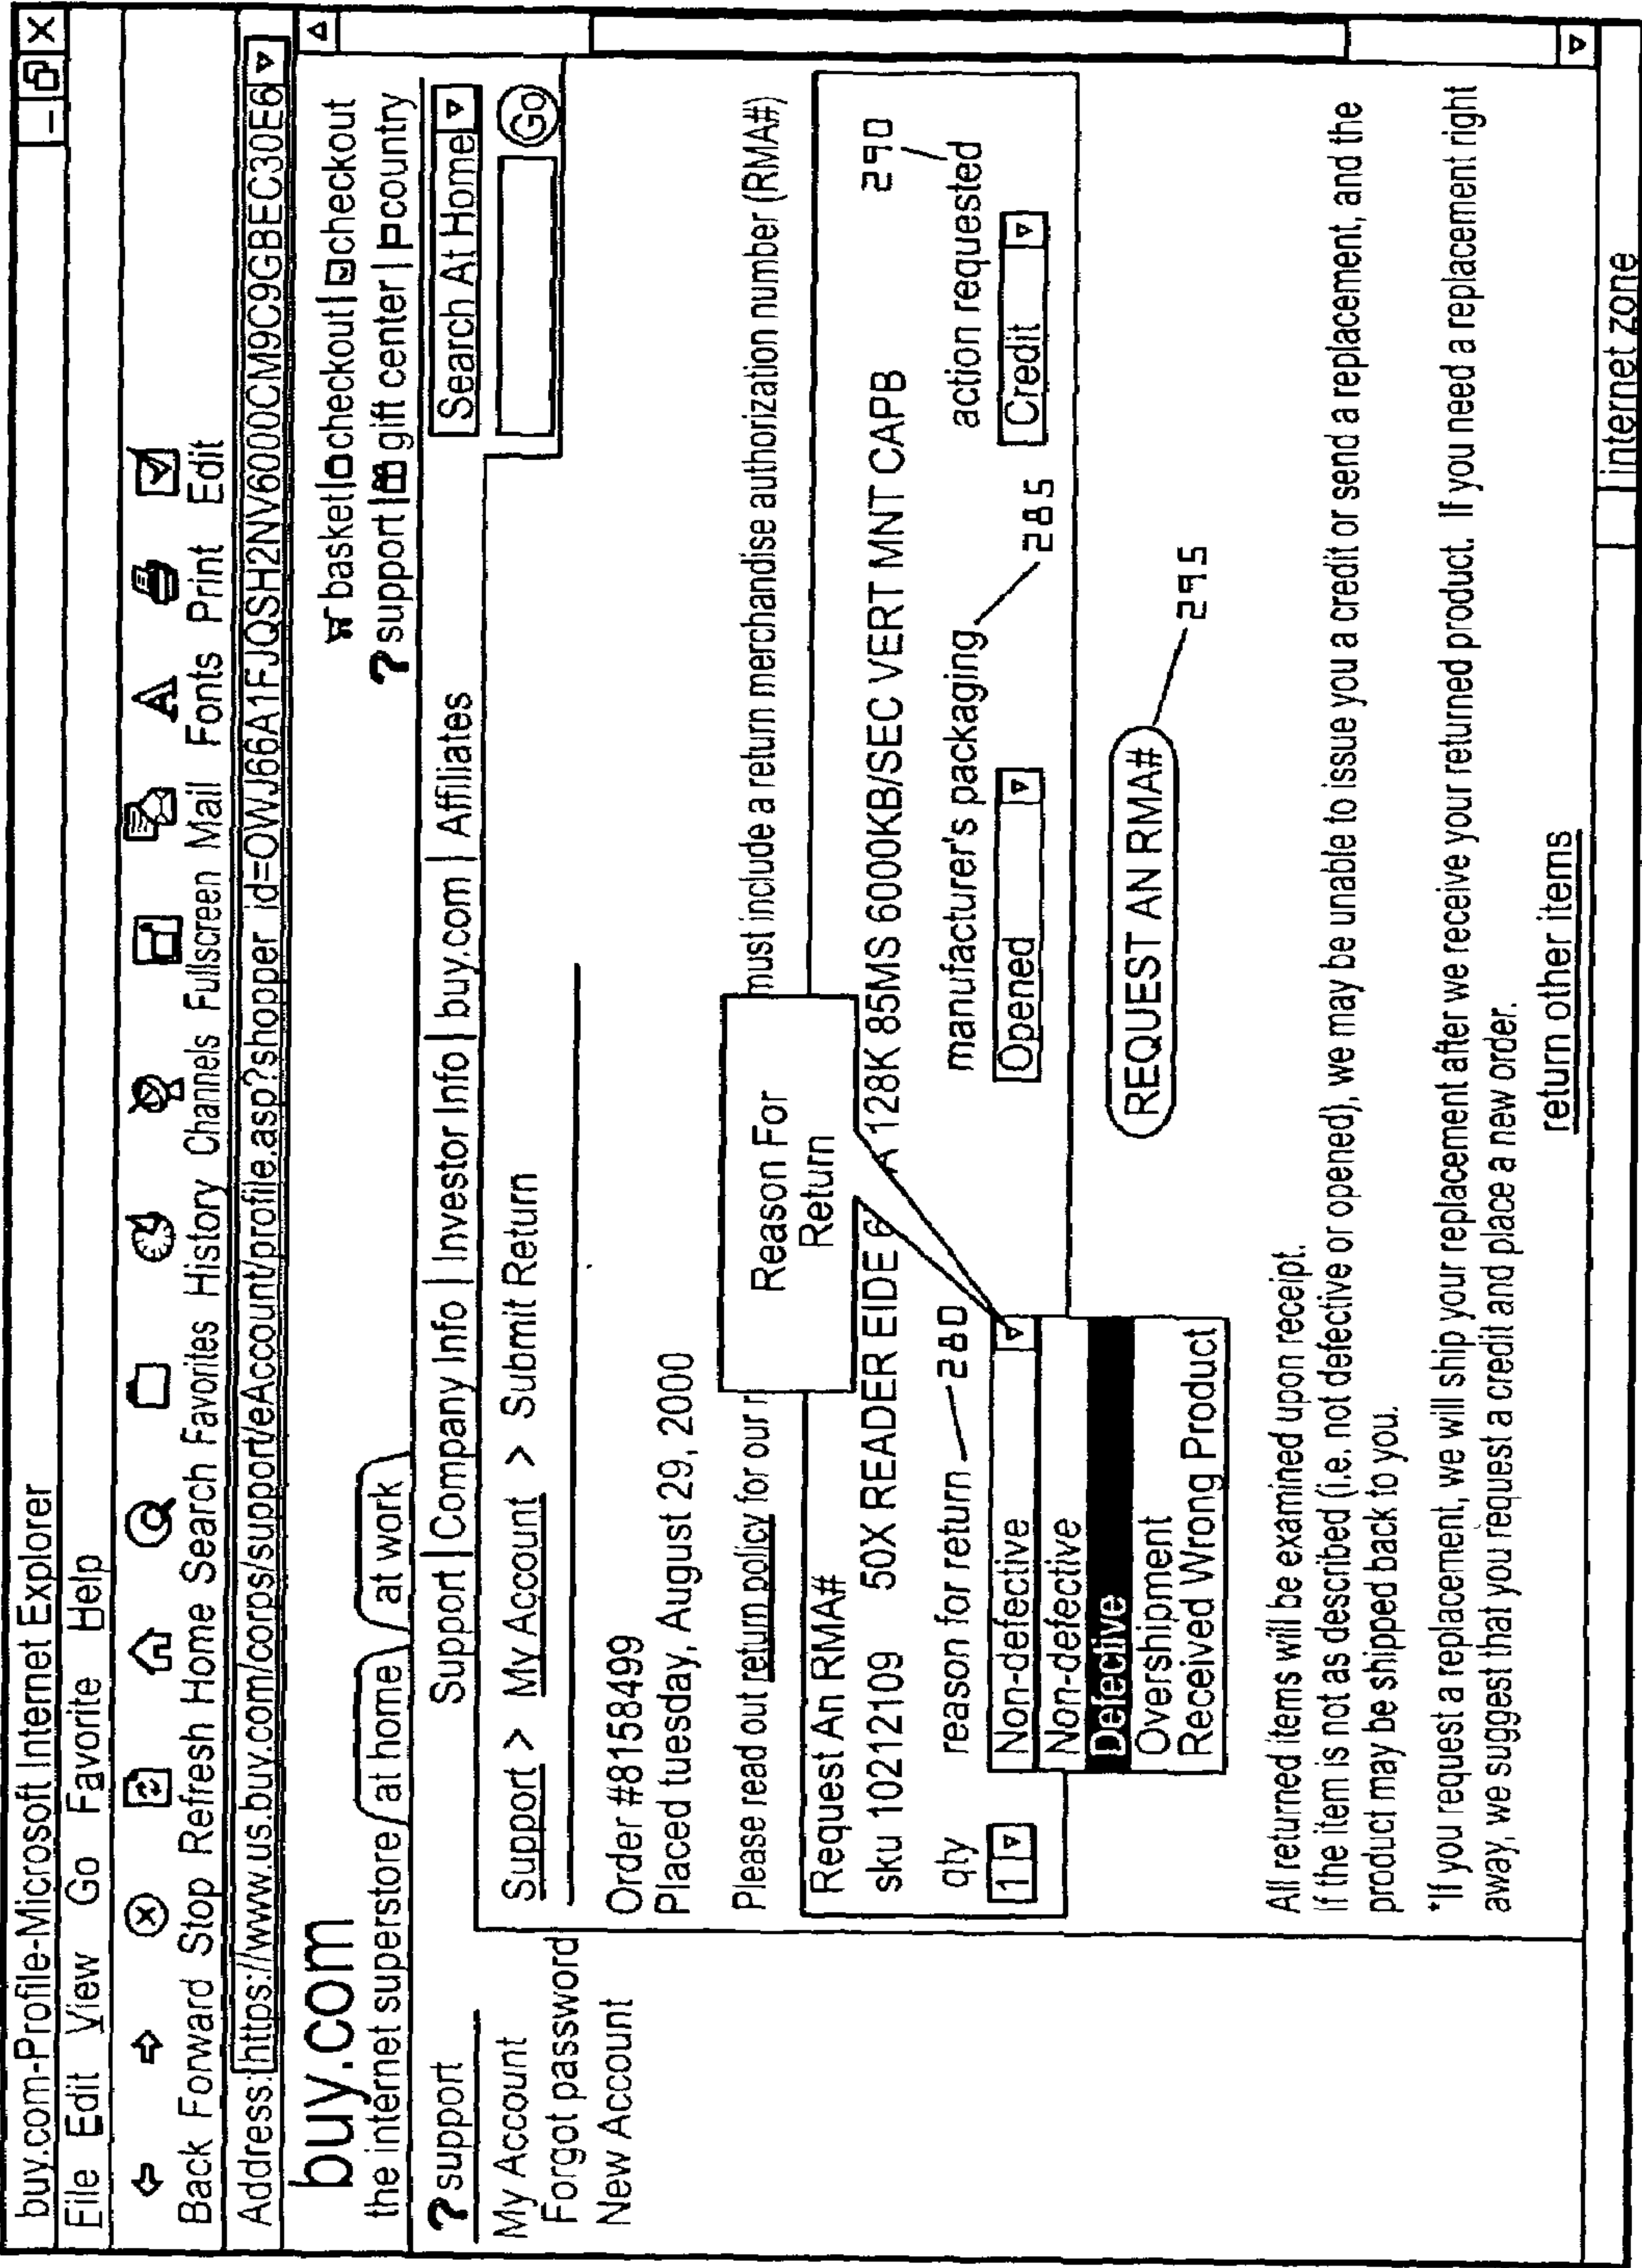 buy.com-Profile-Microsoft Internet Explorer
File Edit View Go Favorite Help
Back Forward Stop Refresh Home Search Favorites History Channels Fullscreen Mail Fonts Print Edit
Address: https://www.us.buy.com/corps/support/eAccount/profile.asp?shopper_id=OWJ66A1FJQSH2NV6000CM9C9GBEC30E6
buy.com
the internet superstore at home at work
basket | checkout | checkout
? support | gift center | country
? support
Support | Company Info | Investor Info | buy.com | Affiliates
Search At Home
Go
My Account
Forgot password
New Account
Support > My Account > Submit Return
Order #8158499
Placed tuesday, August 29, 2000
Please read out return policy for our r must include a return merchandise authorization number (RMA#)
Reason For
Return
Request An RMA#
sku 10212109 50X READER EIDE 6 A 128K 85MS 6000KB/SEC VERT MNT CAPB
290
qty reason for return 280 manufacturer's packaging action requested
285
1 Non-defective Opened Credit
Non-defective
Defective
Overshipment
Received Wrong Product
REQUEST AN RMA#
295
All returned items will be examined upon receipt.
If the item is not as described (i.e. not defective or opened), we may be unable to issue you a credit or send a replacement, and the
product may be shipped back to you.
*If you request a replacement, we will ship your replacement after we receive your returned product. If you need a replacement right
away, we suggest that you request a credit and place a new order.
return other items
internet zone